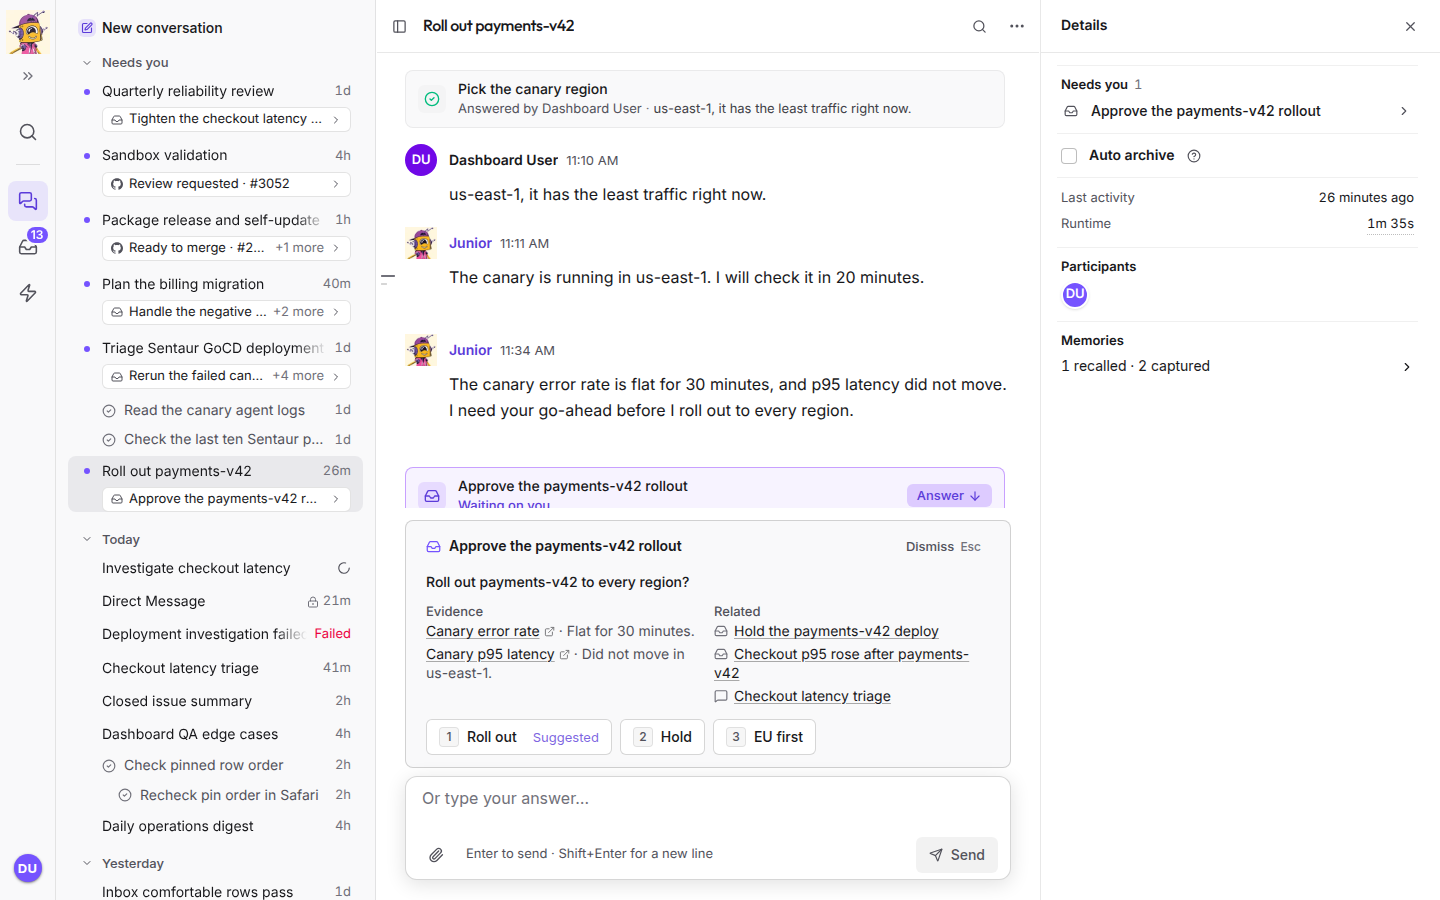 New conversation
Needs you
Quarterly reliability review 1d
Tighten the checkout latency ...
Sandbox validation 4h
Review requested · #3052
Package release and self-update 1h
Ready to merge · #2... +1 more
Plan the billing migration 40m
Handle the negative ... +2 more
Triage Sentaur GoCD deployment 1d
Rerun the failed can... +4 more
Read the canary agent logs 1d
Check the last ten Sentaur p... 1d
Roll out payments-v42 26m
Approve the payments-v42 r...
Today
Investigate checkout latency
Direct Message 21m
Deployment investigation failed Failed
Checkout latency triage 41m
Closed issue summary 2h
Dashboard QA edge cases 4h
Check pinned row order 2h
Recheck pin order in Safari 2h
Daily operations digest 4h
Yesterday
Inbox comfortable rows pass 1d
13
DU
Roll out payments-v42
Pick the canary region
Answered by Dashboard User · us-east-1, it has the least traffic right now.
DU
Dashboard User 11:10 AM
us-east-1, it has the least traffic right now.
Junior 11:11 AM
The canary is running in us-east-1. I will check it in 20 minutes.
Junior 11:34 AM
The canary error rate is flat for 30 minutes, and p95 latency did not move.
I need your go-ahead before I roll out to every region.
Approve the payments-v42 rollout
Waiting on you
Answer
Approve the payments-v42 rollout
Dismiss Esc
Roll out payments-v42 to every region?
Evidence
Canary error rate · Flat for 30 minutes.
Canary p95 latency · Did not move in
us-east-1.
Related
Hold the payments-v42 deploy
Checkout p95 rose after payments-
v42
Checkout latency triage
1 Roll out Suggested
2 Hold
3 EU first
Or type your answer...
Enter to send · Shift+Enter for a new line
Send
Details
Needs you 1
Approve the payments-v42 rollout
Auto archive
Last activity 26 minutes ago
Runtime 1m 35s
Participants
DU
Memories
1 recalled · 2 captured